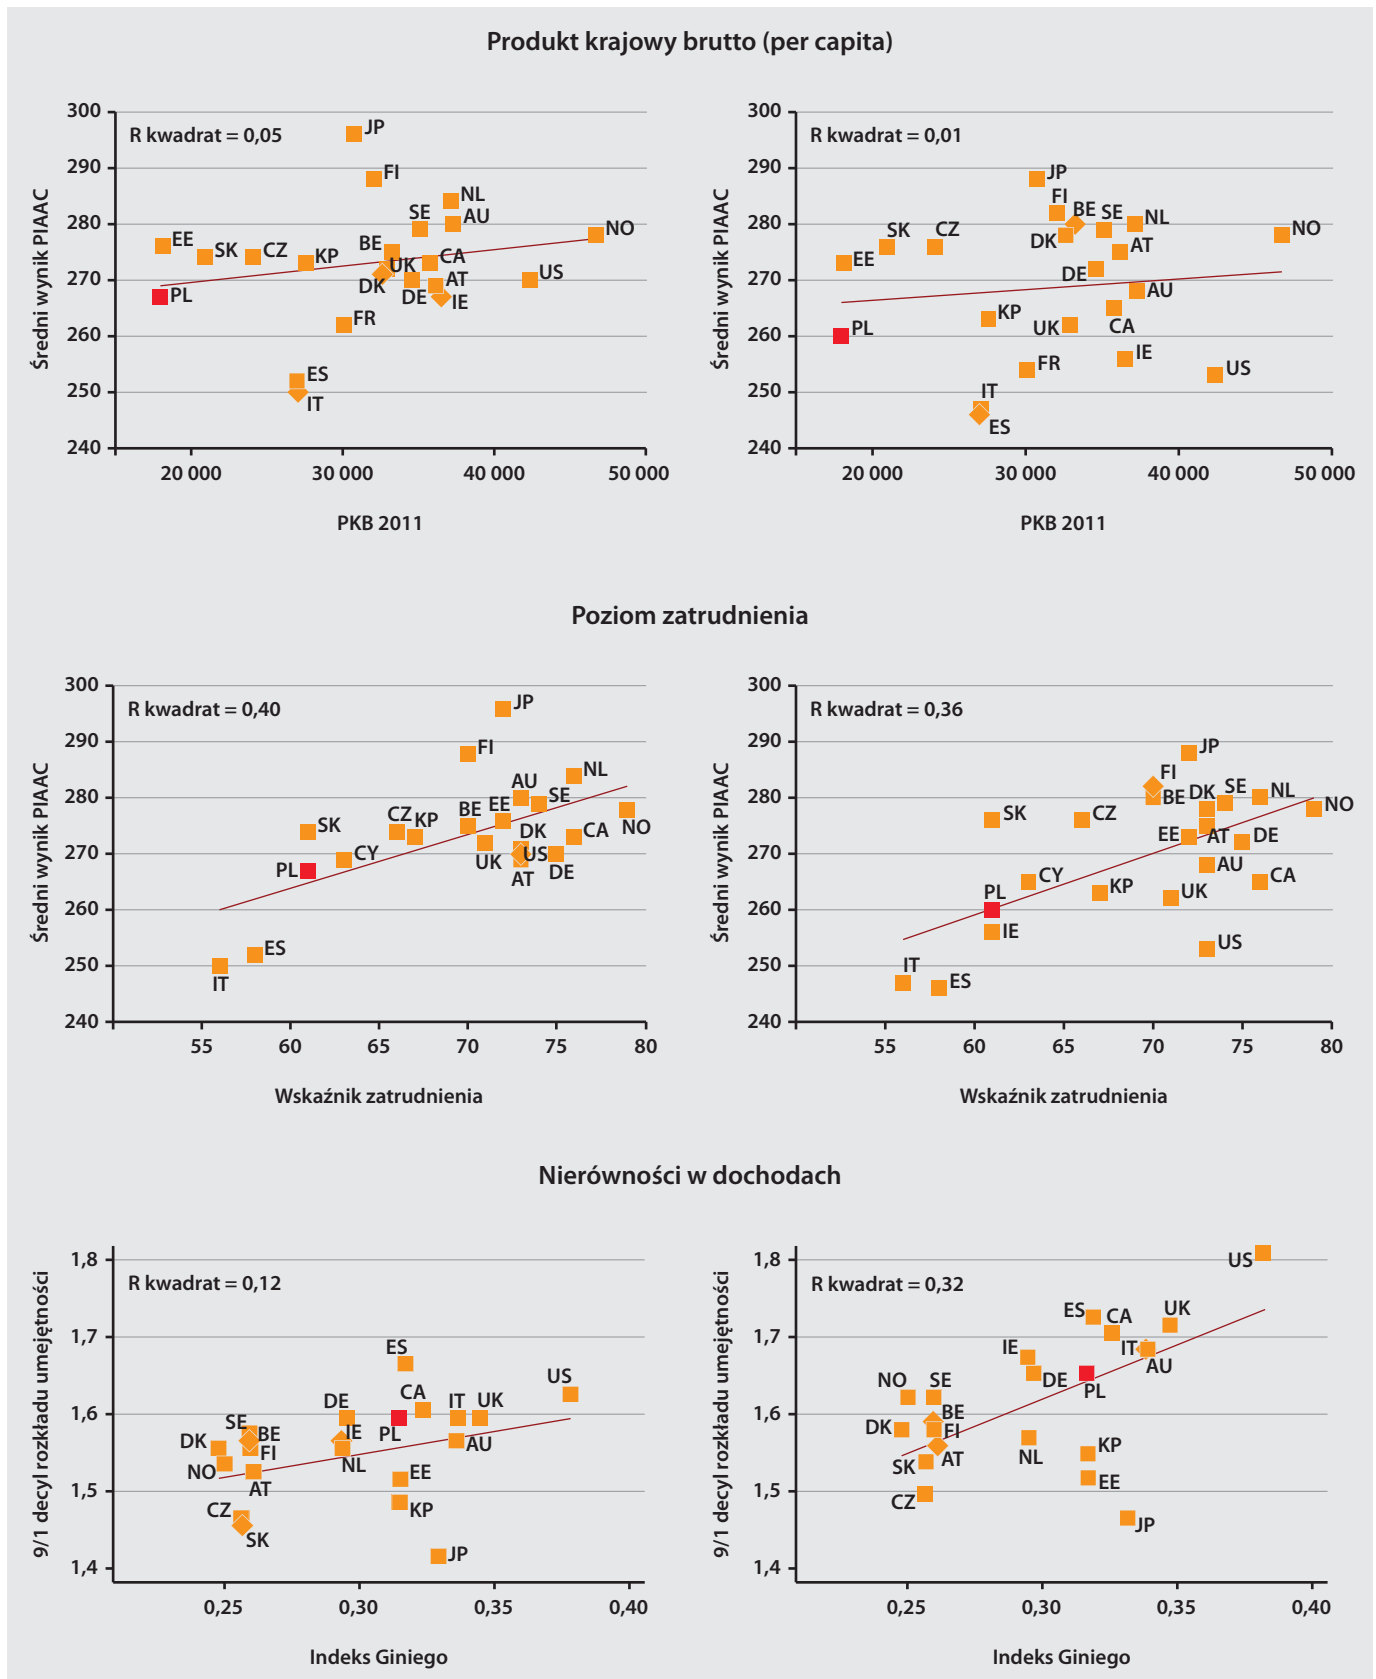 Produkt krajowy brutto (per capita)
Średni wynik PIAAC
300
290
280
270
260
250
240
R kwadrat = 0,05
JP
FI
NL
SE
AU
NO
EE
SK
CZ
KP
BE
UK
CA
US
DK
DE
AT
IE
PL
FR
ES
IT
20 000
30 000
40 000
50 000
PKB 2011
Średni wynik PIAAC
300
290
280
270
260
250
240
R kwadrat = 0,01
JP
FI
BE
SE
NL
NO
SK
CZ
DK
AT
EE
DE
AU
KP
UK
CA
PL
FR
IE
US
IT
ES
20 000
30 000
40 000
50 000
PKB 2011
Poziom zatrudnienia
Średni wynik PIAAC
300
290
280
270
260
250
240
R kwadrat = 0,40
JP
FI
NL
AU
SE
CZ
KP
BE
EE
SK
DK
CA
NO
CY
UK
US
PL
AT
DE
ES
IT
55
60
65
70
75
80
Wskaźnik zatrudnienia
Średni wynik PIAAC
300
290
280
270
260
250
240
R kwadrat = 0,36
JP
FI
BE
DK
SE
NL
NO
SK
CZ
EE
AT
DE
CY
AU
CA
PL
KP
UK
IE
US
IT
ES
55
60
65
70
75
80
Wskaźnik zatrudnienia
Nierówności w dochodach
9/1 decyl rozkładu umejętności
1,8
1,7
1,6
1,5
1,4
R kwadrat = 0,12
ES
US
DE
CA
IT
UK
SE
BE
IE
PL
DK
FI
AU
NO
AT
NL
EE
CZ
KP
SK
JP
0,25
0,30
0,35
0,40
Indeks Giniego
9/1 decyl rozkładu umejętności
1,8
1,7
1,6
1,5
1,4
R kwadrat = 0,32
US
ES
CA
UK
IE
IT
AU
NO
SE
DE
PL
BE
DK
FI
AT
NL
KP
SK
EE
CZ
JP
0,25
0,30
0,35
0,40
Indeks Giniego